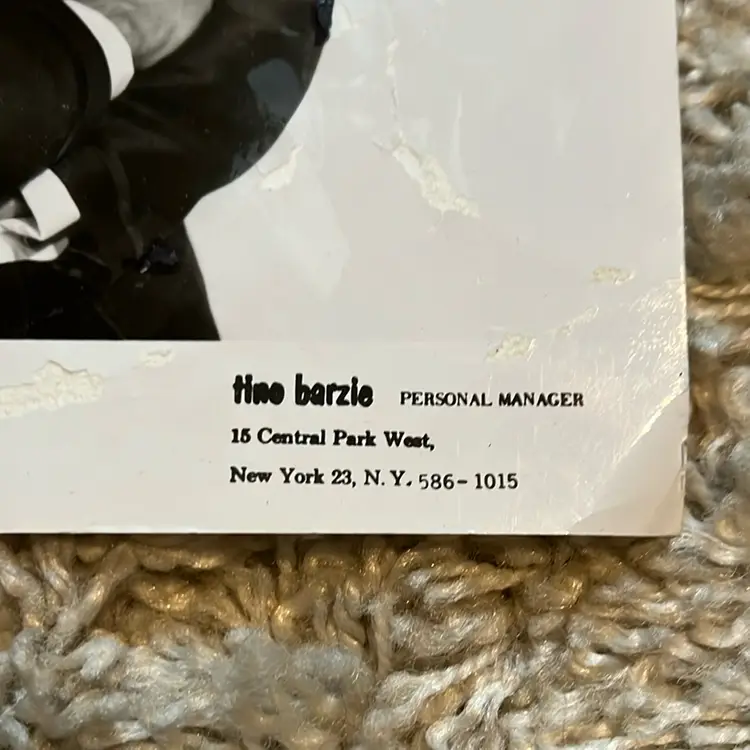 tino barzie PERSONAL MANAGER
15 Central Park West,
New York 23, N.Y. 586-1015